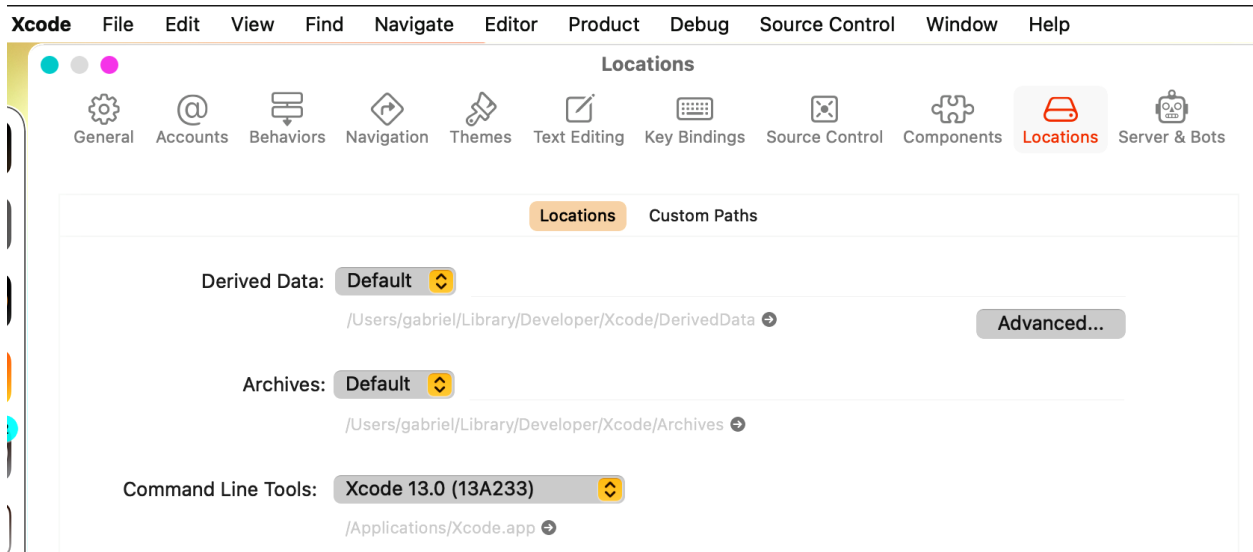 Xcode File Edit View Find Navigate Editor Product Debug Source Control Window Help
Locations
General Accounts Behaviors Navigation Themes Text Editing Key Bindings Source Control Components Locations Server & Bots
Locations Custom Paths
Derived Data: Default
/Users/gabriel/Library/Developer/Xcode/DerivedData
Advanced...
Archives: Default
/Users/gabriel/Library/Developer/Xcode/Archives
Command Line Tools: Xcode 13.0 (13A233)
/Applications/Xcode.app